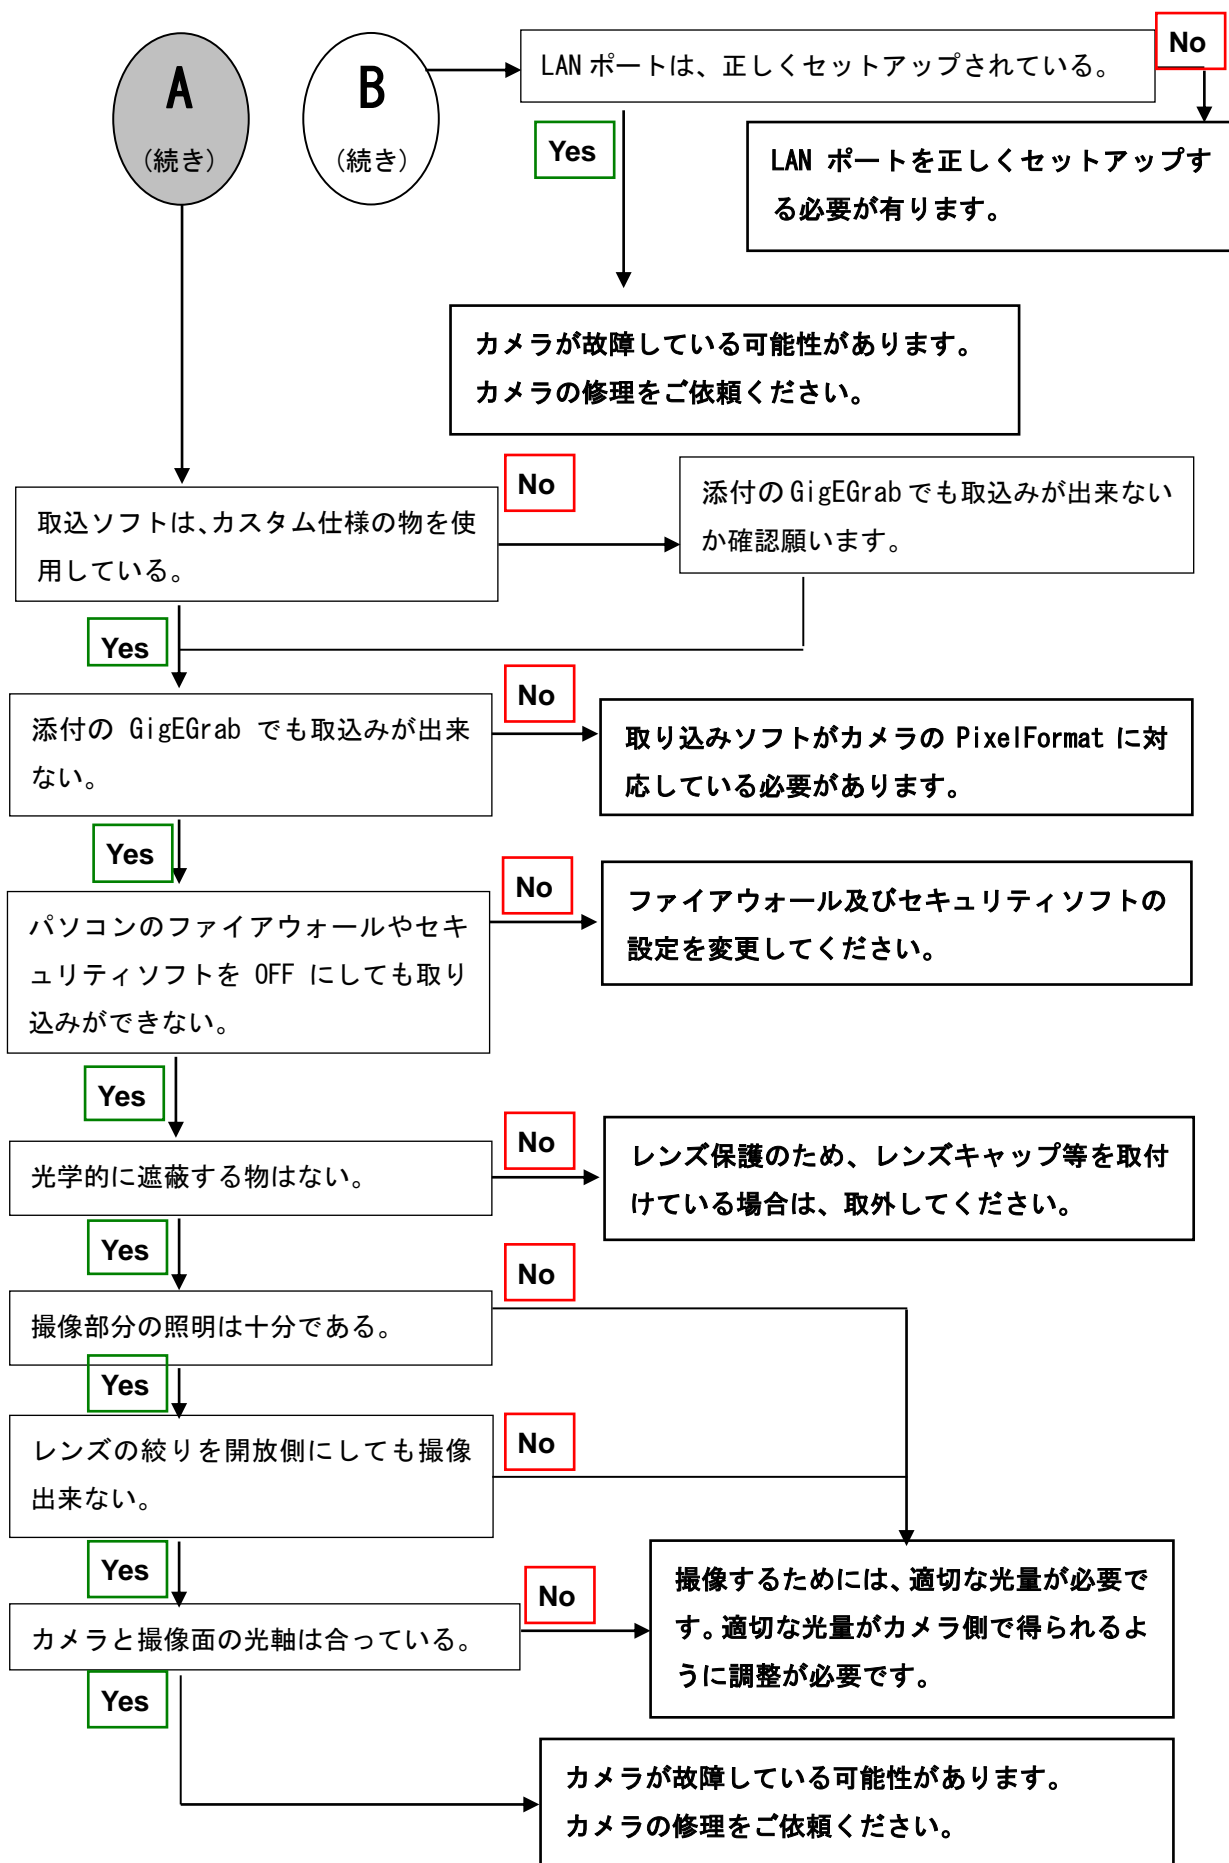 A
(続き)
B
(続き)
LAN ポートは、正しくセットアップされている。
No
Yes
LAN ポートを正しくセットアップす
る必要が有ります。
カメラが故障している可能性があります。
カメラの修理をご依頼ください。
取込ソフトは、カスタム仕様の物を使
用している。
No
添付の GigEGrab でも取込みが出来ない
か確認願います。
Yes
添付の GigEGrab でも取込みが出来
ない。
No
取り込みソフトがカメラの PixelFormat に対
応している必要があります。
Yes
パソコンのファイアウォールやセキ
ュリティソフトを OFF にしても取り
込みができない。
No
ファイアウォール及びセキュリティソフトの
設定を変更してください。
Yes
光学的に遮蔽する物はない。
No
レンズ保護のため、レンズキャップ等を取付
けている場合は、取外してください。
Yes
撮像部分の照明は十分である。
No
Yes
レンズの絞りを開放側にしても撮像
出来ない。
No
Yes
カメラと撮像面の光軸は合っている。
No
撮像するためには、適切な光量が必要で
す。適切な光量がカメラ側で得られるよ
うに調整が必要です。
Yes
カメラが故障している可能性があります。
カメラの修理をご依頼ください。